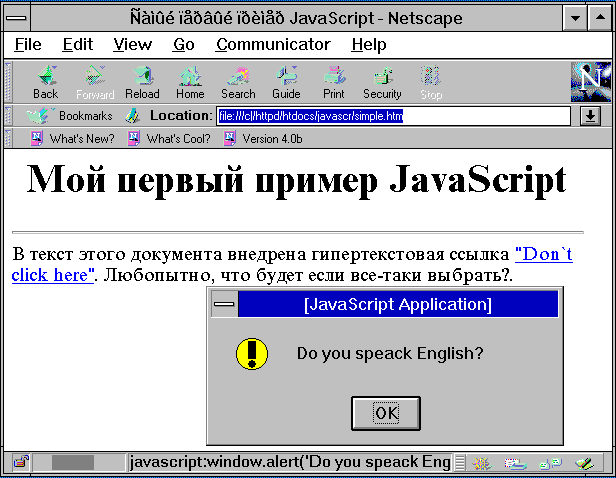 Ñàìûé ïåðâûé ïðèìåð JavaScript - Netscape
File Edit View Go Communicator Help
Back Forward Reload Home Search Guide Print Security Stop
Bookmarks Location: file:///c|/httpd/htdocs/javascr/simple.htm
What's New? What's Cool? Version 4.0b
Мой первый пример JavaScript
В текст этого документа внедрена гипертекстовая ссылка "Don`t
click here". Любопытно, что будет если все-таки выбрать?.
[JavaScript Application]
Do you speack English?
OK
javascript:window.alert('Do you speack Eng